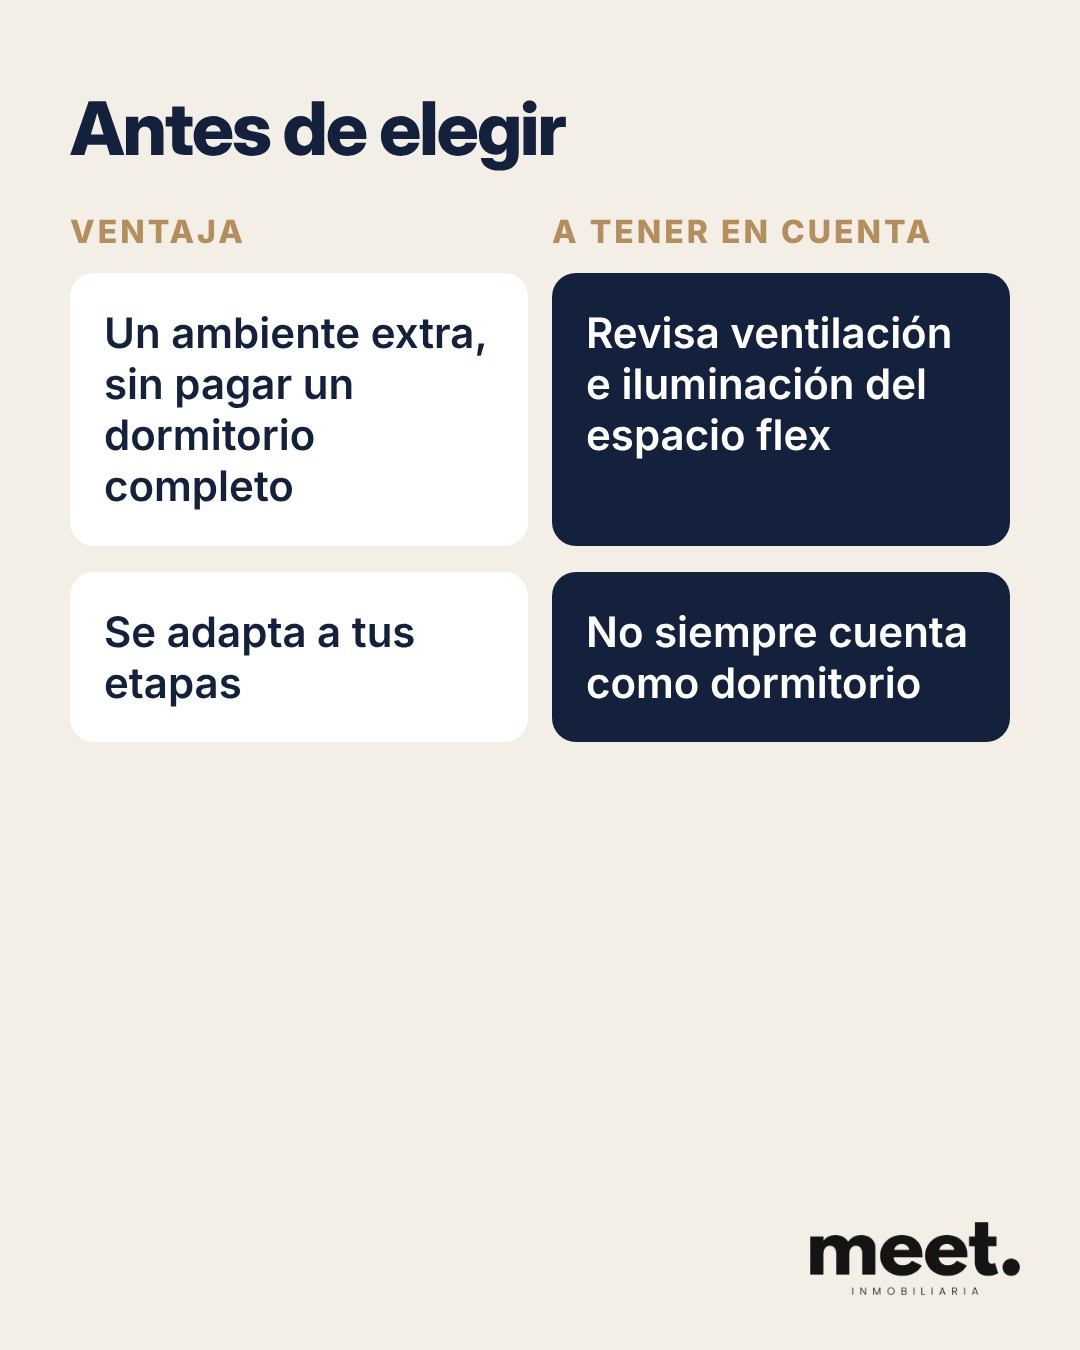 Antes de elegir
VENTAJA
A TENER EN CUENTA
Un ambiente extra,
sin pagar un
dormitorio
completo
Revisa ventilación
e iluminación del
espacio flex
Se adapta a tus
etapas
No siempre cuenta
como dormitorio
meet.
INMOBILIARIA